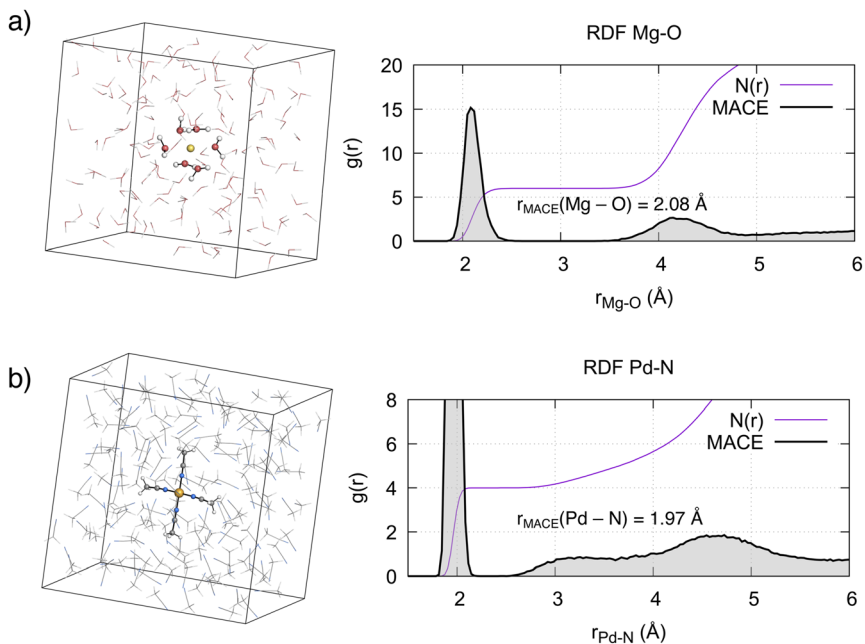 a)
RDF Mg-O
20
15
10
5
0
g(r)
N(r)
MACE
rMACE(Mg – O) = 2.08 Å
2 3 4 5 6
rMg-O (Å)
b)
RDF Pd-N
8
6
4
2
0
g(r)
N(r)
MACE
rMACE(Pd – N) = 1.97 Å
2 3 4 5 6
rPd-N (Å)